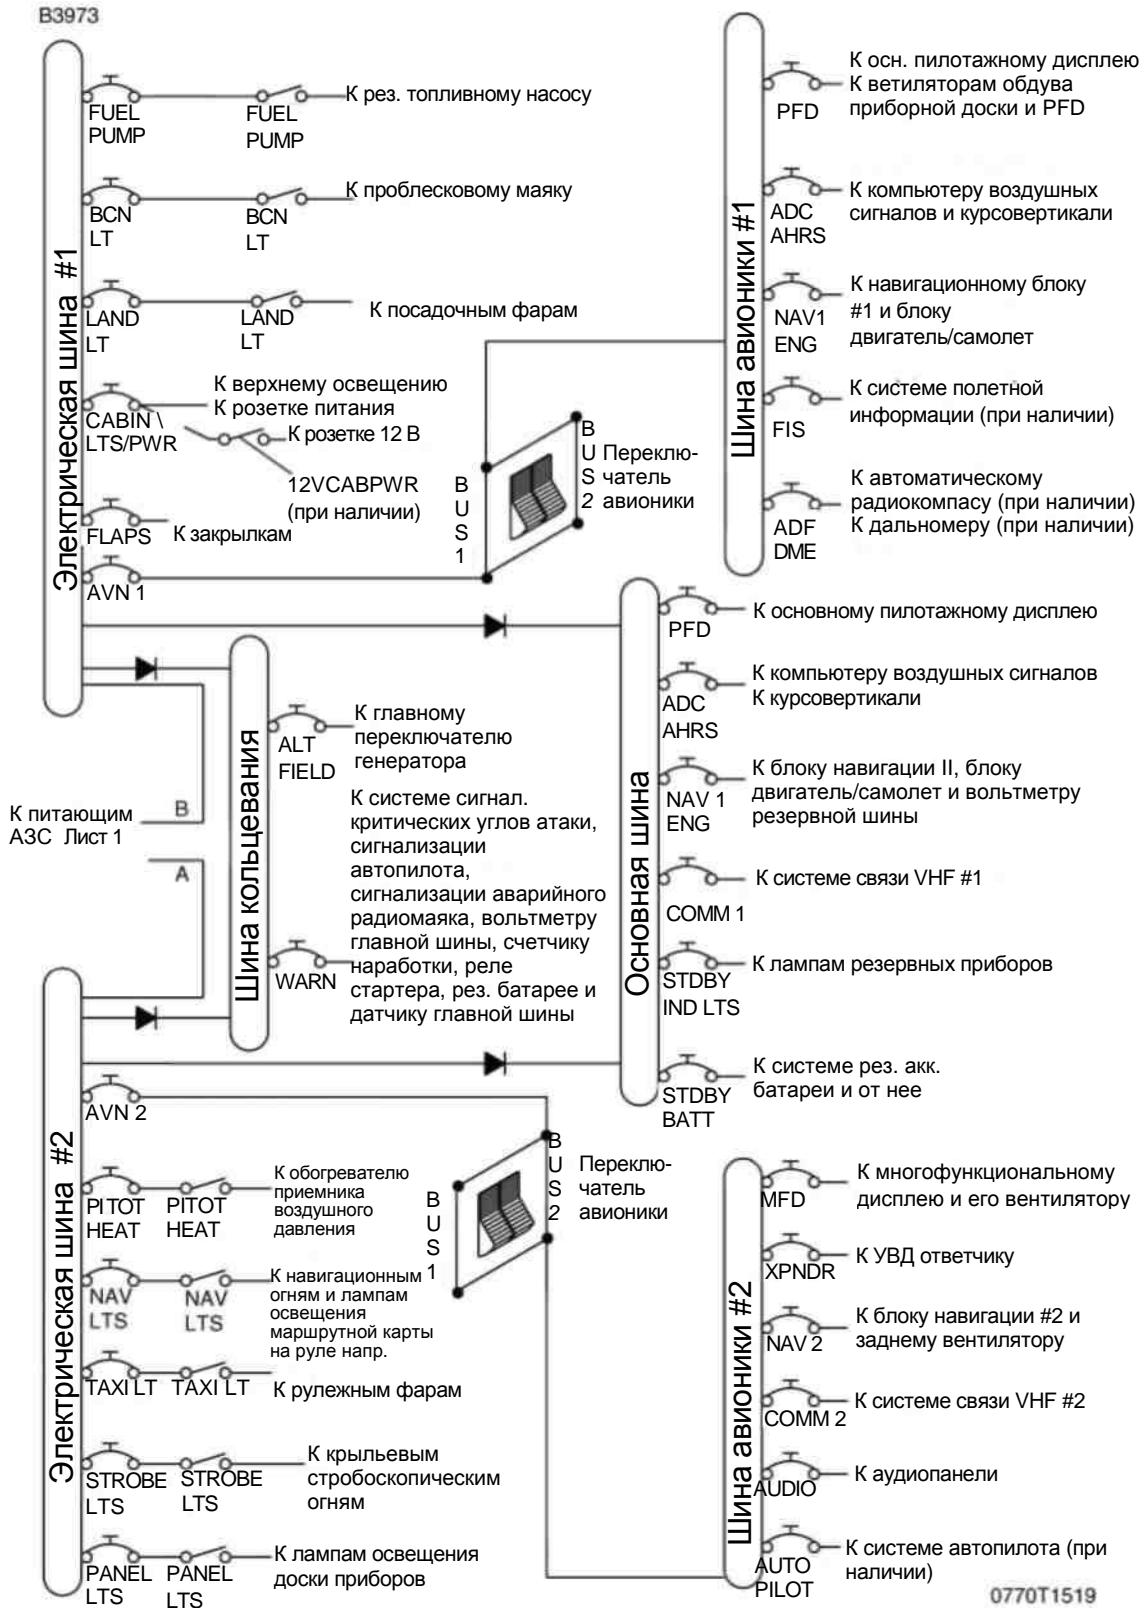 B3973
Электрическая шина #1
FUEL
PUMP
FUEL
PUMP
К рез. топливному насосу
BCN
LT
BCN
LT
К проблесковому маяку
LAND
LT
LAND
LT
К посадочным фарам
CABIN \
LTS/PWR
К верхнему освещению
К розетке питания
К розетке 12 В
12VCABPWR
(при наличии)
FLAPS
К закрылкам
AVN 1
BUS 1
BUS 2
Переклю-
чатель
авионики
Шина авионики #1
PFD
К осн. пилотажному дисплею
К ветиляторам обдува
приборной доски и PFD
ADC
AHRS
К компьютеру воздушных
сигналов и курсовертикали
NAV1
ENG
К навигационному блоку
#1 и блоку
двигатель/самолет
FIS
К системе полетной
информации (при наличии)
ADF
DME
К автоматическому
радиокомпасу (при наличии)
К дальномеру (при наличии)
Шина кольцевания
ALT
FIELD
К главному
переключателю
генератора
WARN
К системе сигнал.
критических углов атаки,
сигнализации
автопилота,
сигнализации аварийного
радиомаяка, вольтметру
главной шины, счетчику
наработки, реле
стартера, рез. батарее и
датчику главной шины
К питающим
АЗС Лист 1
B
A
Основная шина
PFD
К основному пилотажному дисплею
ADC
AHRS
К компьютеру воздушных сигналов
К курсовертикали
NAV 1
ENG
К блоку навигации II, блоку
двигатель/самолет и вольтметру
резервной шины
COMM 1
К системе связи VHF #1
STDBY
IND LTS
К лампам резервных приборов
STDBY
BATT
К системе рез. акк.
батареи и от нее
Электрическая шина #2
AVN 2
PITOT
HEAT
PITOT
HEAT
К обогревателю
приемника
воздушного
давления
NAV
LTS
NAV
LTS
К навигационным
огням и лампам
освещения
маршрутной карты
на руле напр.
TAXI LT
TAXI LT
К рулежным фарам
STROBE
LTS
STROBE
LTS
К крыльевым
стробоскопическим
огням
PANEL
LTS
PANEL
LTS
К лампам освещения
доски приборов
BUS 1
BUS 2
Переклю-
чатель
авионики
Шина авионики #2
MFD
К многофункциональному
дисплею и его вентилятору
XPNDR
К УВД ответчику
NAV 2
К блоку навигации #2 и
заднему вентилятору
COMM 2
К системе связи VHF #2
AUDIO
К аудиопанели
AUTO
PILOT
К системе автопилота (при
наличии)
0770T1519